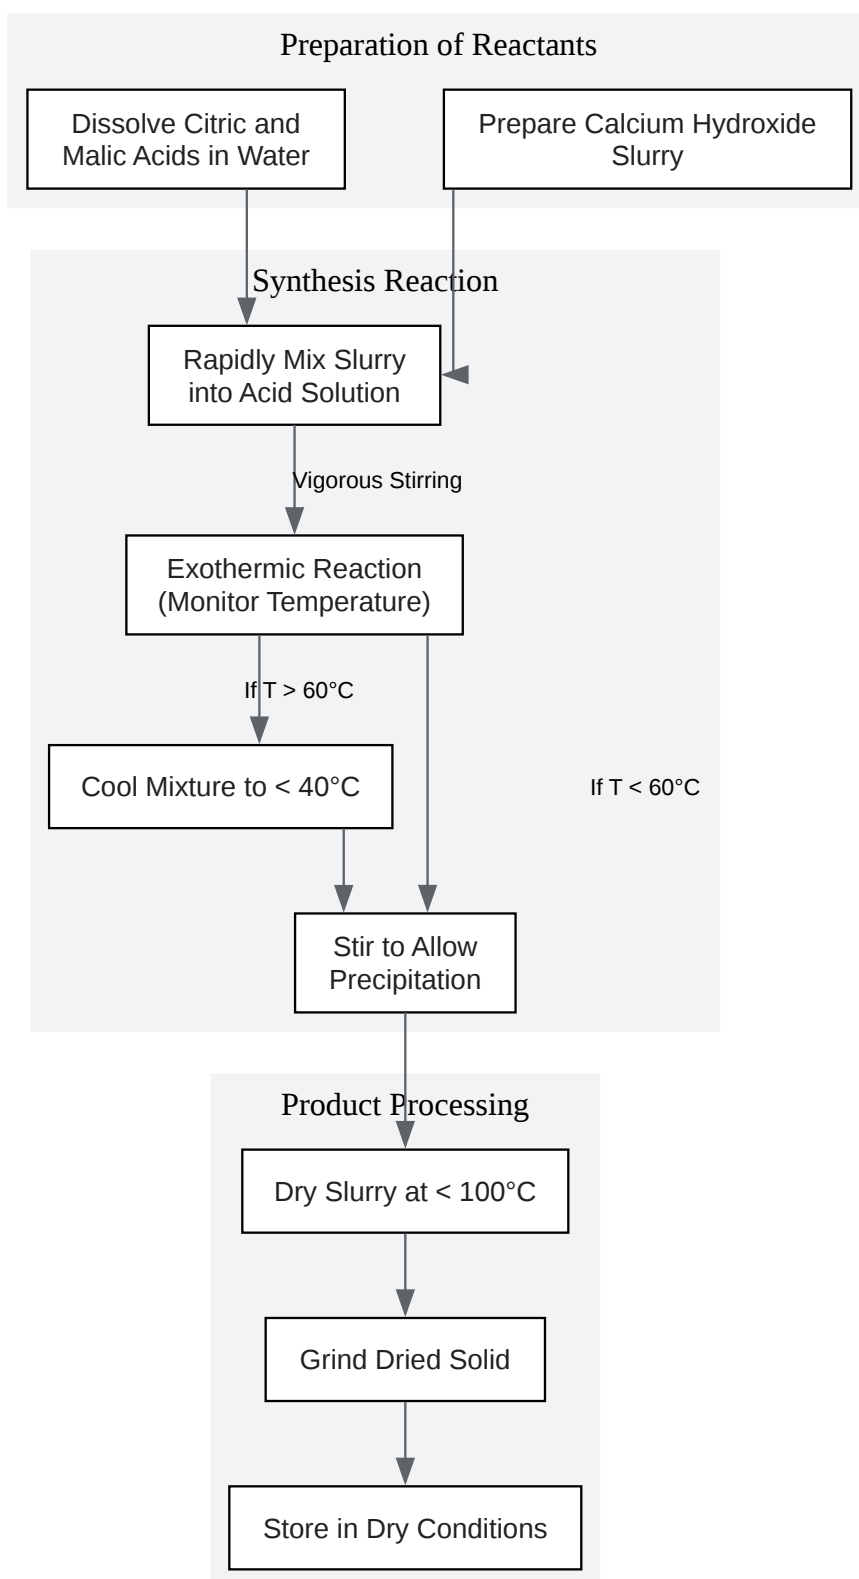 Preparation of Reactants
Dissolve Citric and
Malic Acids in Water
Prepare Calcium Hydroxide
Slurry
Synthesis Reaction
Rapidly Mix Slurry
into Acid Solution
Vigorous Stirring
Exothermic Reaction
(Monitor Temperature)
If T > 60°C
Cool Mixture to < 40°C
If T < 60°C
Stir to Allow
Precipitation
Product Processing
Dry Slurry at < 100°C
Grind Dried Solid
Store in Dry Conditions